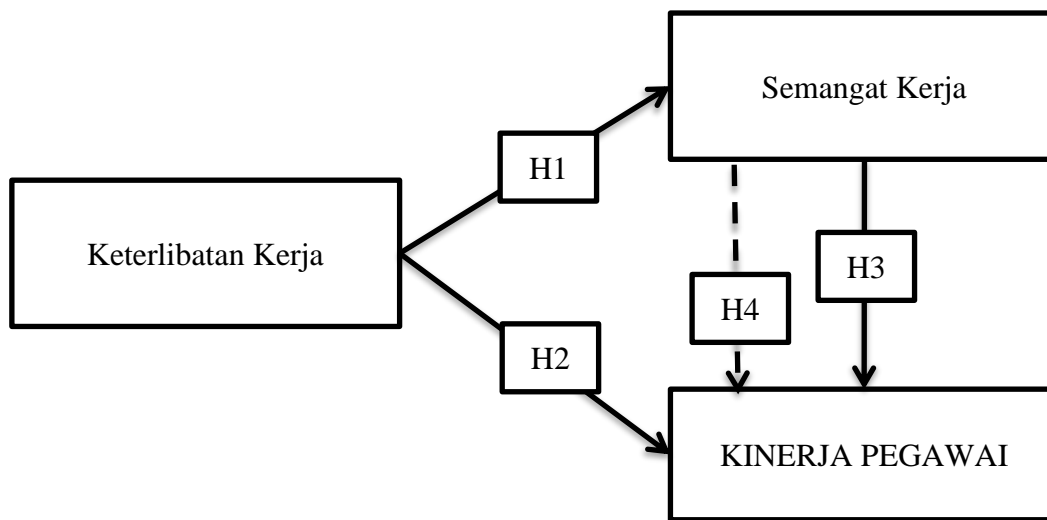 Semangat Kerja
H1
Keterlibatan Kerja
H3
H4
H2
KINERJA PEGAWAI